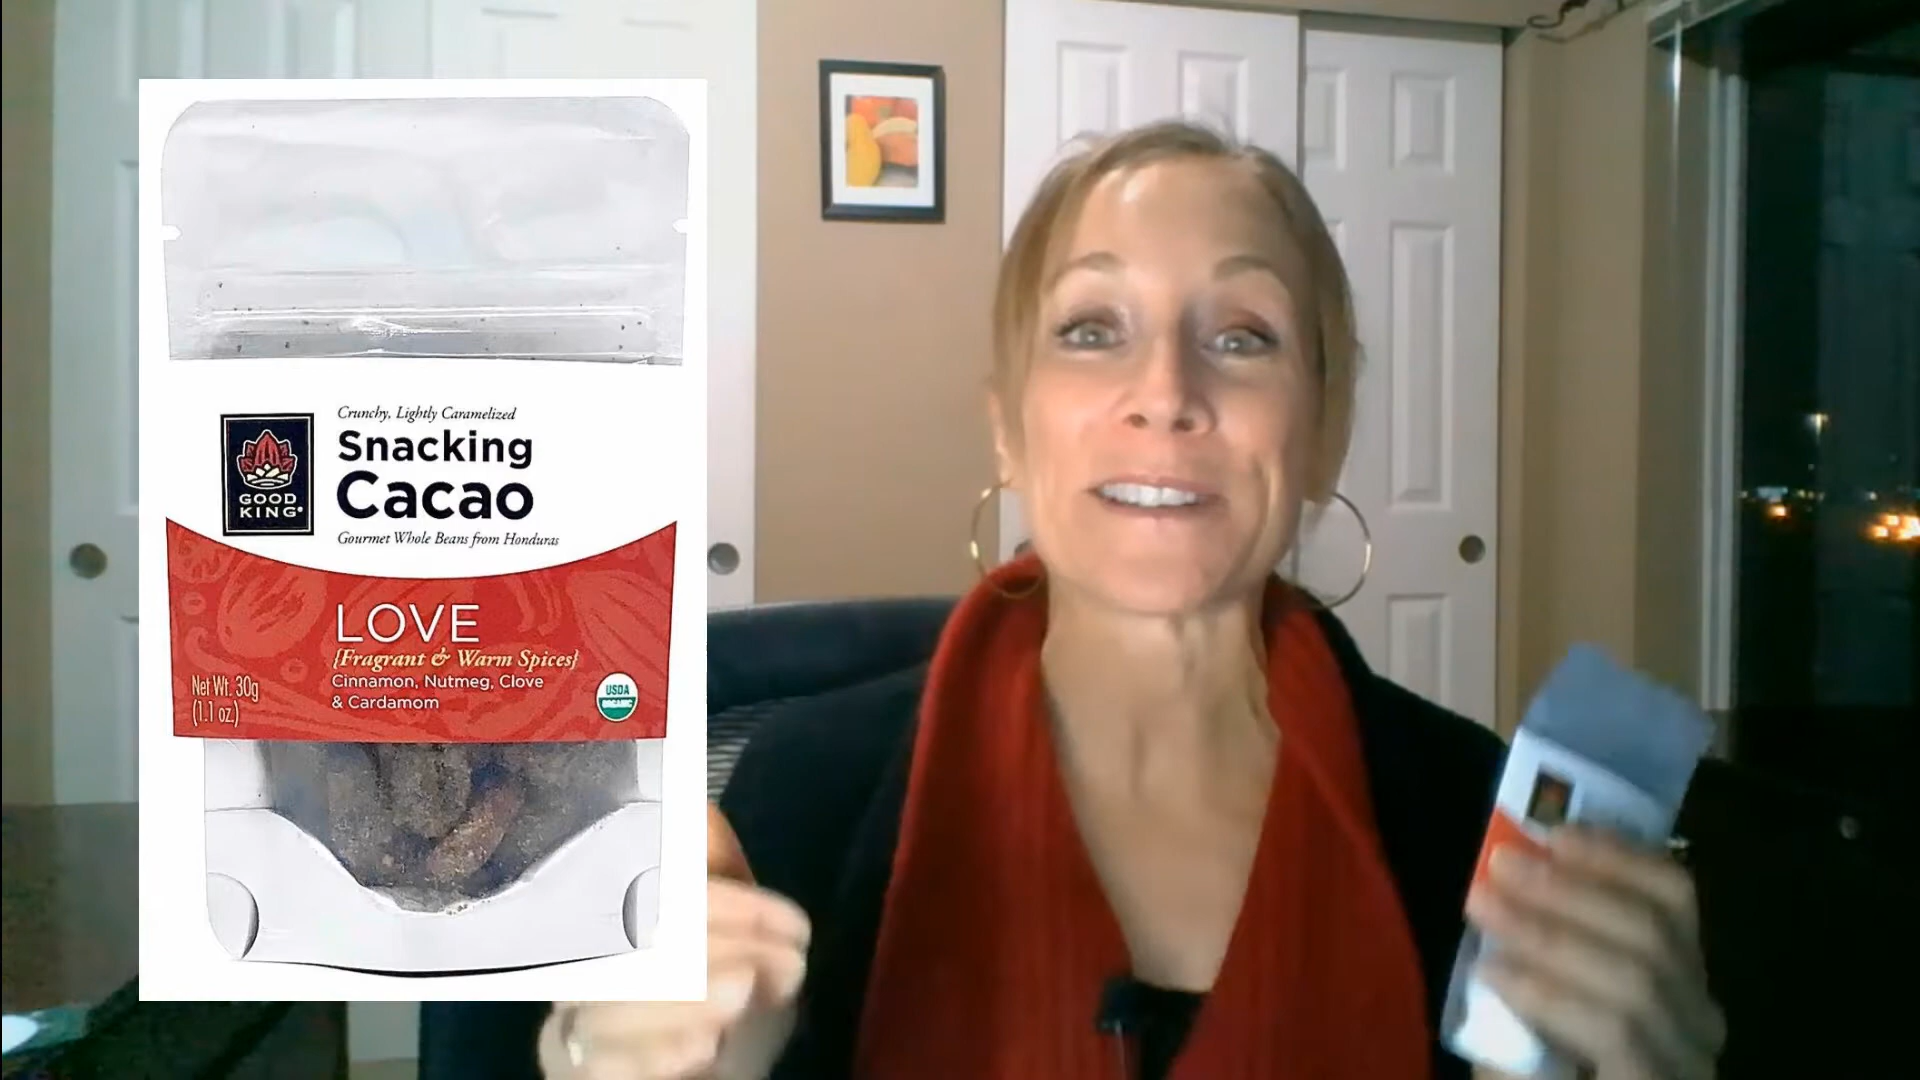 Crunchy, Lightly Caramelized
Snacking
Cacao
Gourmet Whole Beans from Honduras
GOOD
KING®
LOVE
{Fragrant & Warm Spices}
Cinnamon, Nutmeg, Clove
& Cardamom
Net Wt. 30g
(1.1 oz.)
USDA
ORGANIC